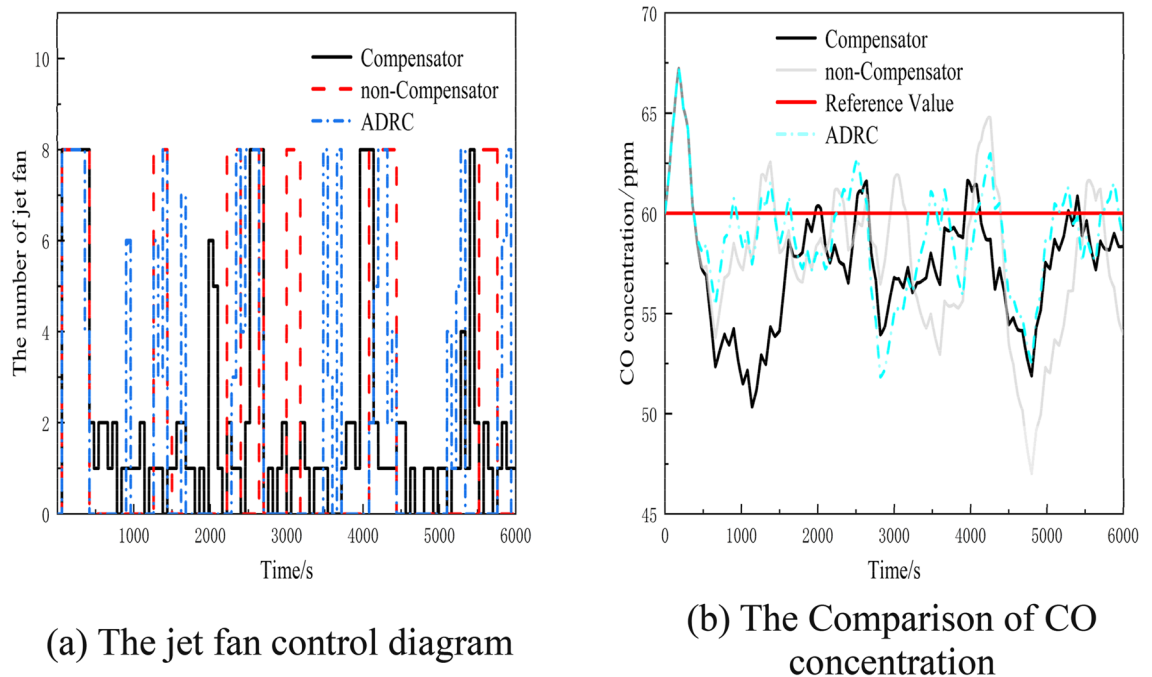 10
8
6
4
2
0
The number of jet fan
Compensator
non-Compensator
ADRC
1000 2000 3000 4000 5000 6000
Time/s
(a) The jet fan control diagram
70
65
60
55
50
45
CO concentration/ppm
Compensator
non-Compensator
Reference Value
ADRC
0 1000 2000 3000 4000 5000 6000
Time/s
(b) The Comparison of CO
concentration